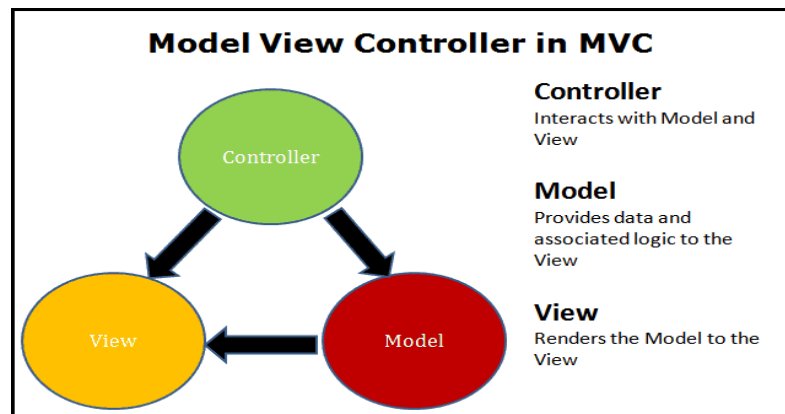 Model View Controller in MVC
Controller
View
Model
Controller
Interacts with Model and
View
Model
Provides data and
associated logic to the
View
View
Renders the Model to the
View